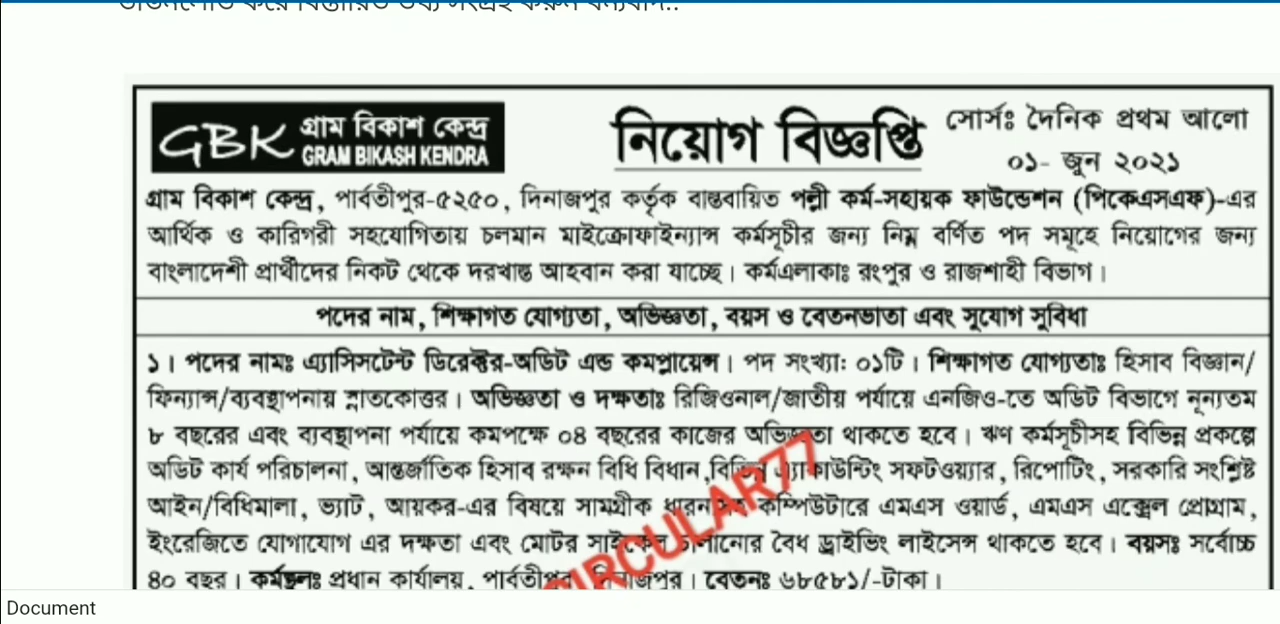 গ্রাম বিকাশ কেন্দ্র
GBK
GRAM BIKASH KENDRA
নিয়োগ বিজ্ঞপ্তি
সোর্সঃ দৈনিক প্রথম আলো
০১- জুন ২০২১
গ্রাম বিকাশ কেন্দ্র, পার্বতীপুর-৫২৫০, দিনাজপুর কর্তৃক বাস্তবায়িত পল্লী কর্ম-সহায়ক ফাউন্ডেশন (পিকেএসএফ)-এর
আর্থিক ও কারিগরী সহযোগিতায় চলমান মাইক্রোফাইন্যান্স কর্মসূচীর জন্য নিম্ন বর্ণিত পদ সমূহে নিয়োগের জন্য
বাংলাদেশী প্রার্থীদের নিকট থেকে দরখাস্ত আহবান করা যাচ্ছে। কর্মএলাকাঃ রংপুর ও রাজশাহী বিভাগ।
পদের নাম, শিক্ষাগত যোগ্যতা, অভিজ্ঞতা, বয়স ও বেতনভাতা এবং সুযোগ সুবিধা
১। পদের নামঃ এ্যাসিসটেন্ট ডিরেক্টর-অডিট এন্ড কমপ্লায়েন্স। পদ সংখ্যা: ০১টি। শিক্ষাগত যোগ্যতাঃ হিসাব বিজ্ঞান/
ফিন্যান্স/ব্যবস্থাপনায় স্নাতকোত্তর। অভিজ্ঞতা ও দক্ষতাঃ রিজিওনাল/জাতীয় পর্যায়ে এনজিও-তে অডিট বিভাগে নূন্যতম
৮ বছরের এবং ব্যবস্থাপনা পর্যায়ে কমপক্ষে ০৪ বছরের কাজের অভিজ্ঞতা থাকতে হবে। ঋণ কর্মসূচীসহ বিভিন্ন প্রকল্পে
অডিট কার্য পরিচালনা, আন্তর্জাতিক হিসাব রক্ষন বিধি বিধান,বিভিন্ন এ্যাকাউন্টিং সফটওয়্যার, রিপোটিং, সরকারি সংশ্লিষ্ট
আইন/বিধিমালা, ভ্যাট, আয়কর-এর বিষয়ে সামগ্রীক ধারনাসহ কম্পিউটারে এমএস ওয়ার্ড, এমএস এক্সেল প্রোগ্রাম,
ইংরেজিতে যোগাযোগ এর দক্ষতা এবং মোটর সাইকেল চালানোর বৈধ ড্রাইভিং লাইসেন্স থাকতে হবে। বয়সঃ সর্বোচ্চ
৪০ বছর। কর্মস্থলঃ প্রধান কার্যালয়, পার্বতীপুর, দিনাজপুর। বেতনঃ ৬৮৫৮১/-টাকা।
CIRCULAR77
Document